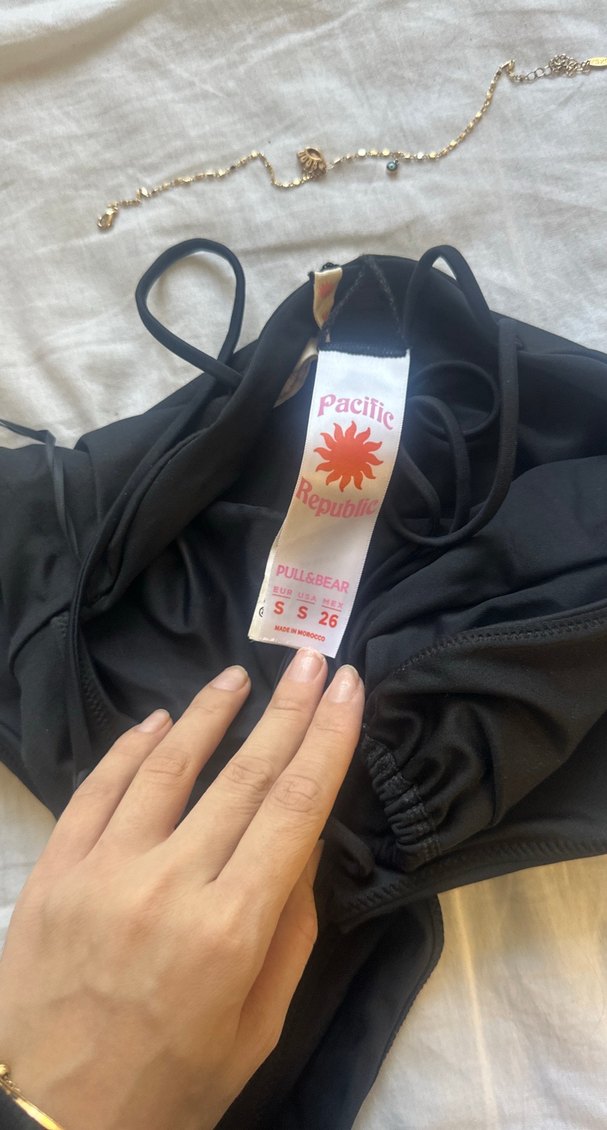 Pacific
Republic
PULL&BEAR
EUR USA MEX
S S 26
MADE IN MOROCCO